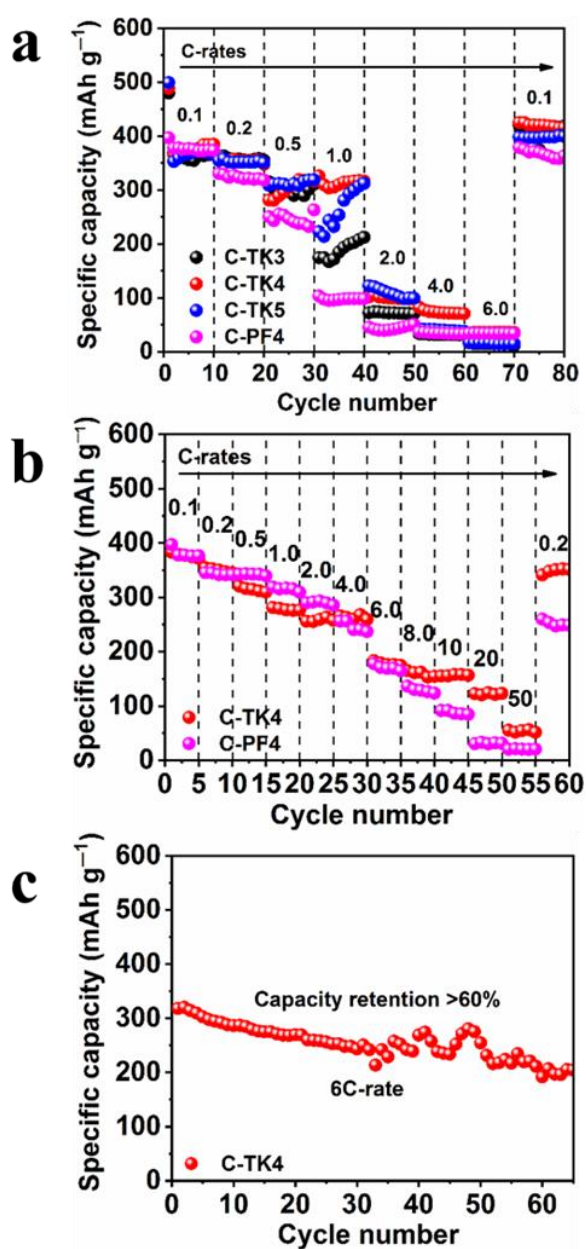 a
Specific capacity (mAh g⁻¹)
600
500
400
300
200
100
0
C-rates
0.1
0.2
0.5
1.0
2.0
4.0
6.0
0.1
C-TK3
C-TK4
C-TK5
C-PF4
0 10 20 30 40 50 60 70 80
Cycle number
b
Specific capacity (mAh g⁻¹)
600
500
400
300
200
100
0
C-rates
0.1
0.2
0.5
1.0
2.0
4.0
6.0
8.0
10
20
50
0.2
C-TK4
C-PF4
0 5 10 15 20 25 30 35 40 45 50 55 60
Cycle number
c
Specific capacity (mAh g⁻¹)
600
500
400
300
200
100
0
Capacity retention >60%
6C-rate
C-TK4
0 10 20 30 40 50 60
Cycle number